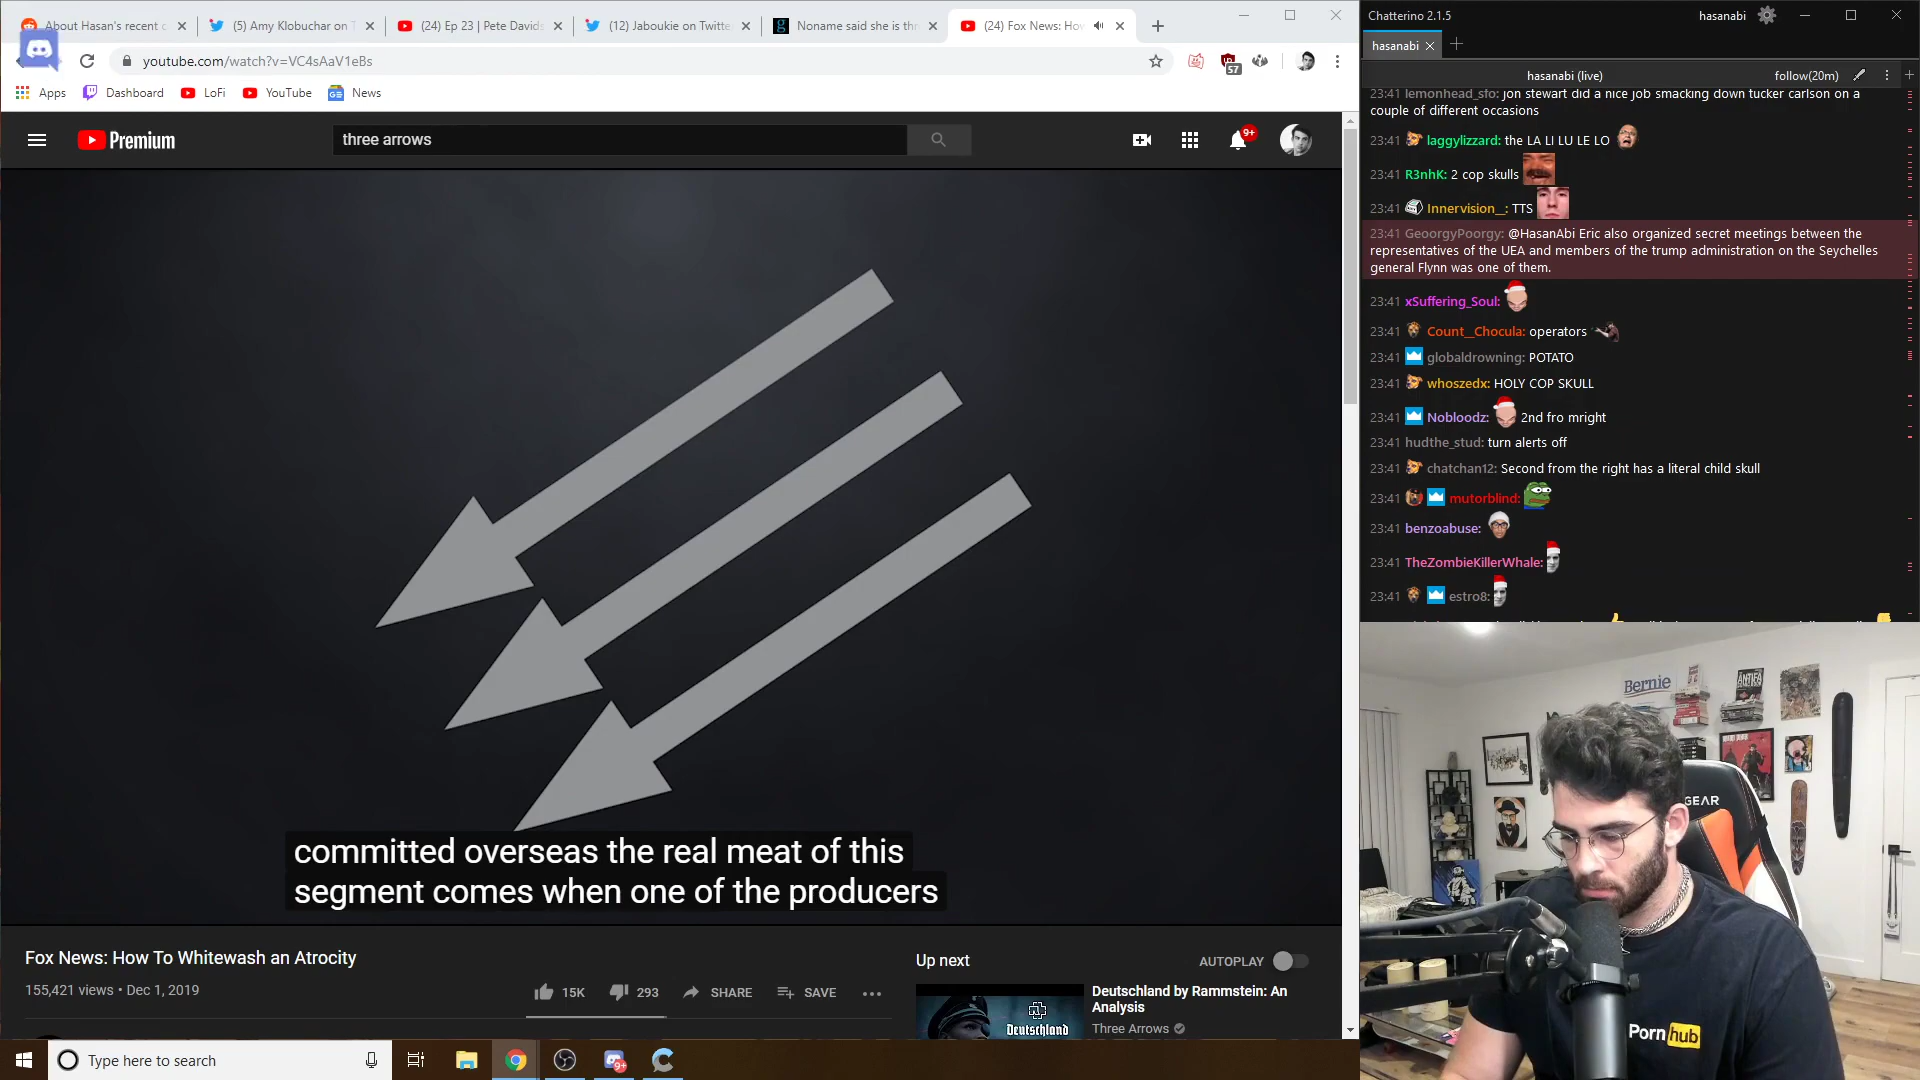 About Hasan's recent c
(5) Amy Klobuchar on T
(24) Ep 23 | Pete Davids
(12) Jaboukie on Twitte
Noname said she is thr
(24) Fox News: Hov
youtube.com/watch?v=VC4sAaV1eBs
57
Apps
Dashboard
LoFi
YouTube
News
Premium
three arrows
9+
committed overseas the real meat of this
segment comes when one of the producers
Fox News: How To Whitewash an Atrocity
155,421 views • Dec 1, 2019
15K
293
SHARE
SAVE
Up next
AUTOPLAY
Deutschland
Deutschland by Rammstein: An
Analysis
Three Arrows
Type here to search
9+
Chatterino 2.1.5
hasanabi
hasanabi
hasanabi (live)
follow(20m)
23:41 lemonhead_sfo: jon stewart did a nice job smacking down tucker carlson on a
couple of different occasions
23:41 laggylizzard: the LA LI LU LE LO
23:41 R3nhK: 2 cop skulls
23:41 Innervision__: TTS
23:41 GeoorgyPoorgy: @HasanAbi Eric also organized secret meetings between the
representatives of the UEA and members of the trump administration on the Seychelles
general Flynn was one of them.
23:41 xSuffering_Soul:
23:41 Count__Chocula: operators
23:41 globaldrowning: POTATO
23:41 whoszedx: HOLY COP SKULL
23:41 Nobloodz: 2nd fro mright
23:41 hudthe_stud: turn alerts off
23:41 chatchan12: Second from the right has a literal child skull
23:41 mutorblind:
23:41 benzoabuse:
23:41 TheZombieKillerWhale:
23:41 estro8:
Bernie
ANTIFA
GEAR
Porn hub